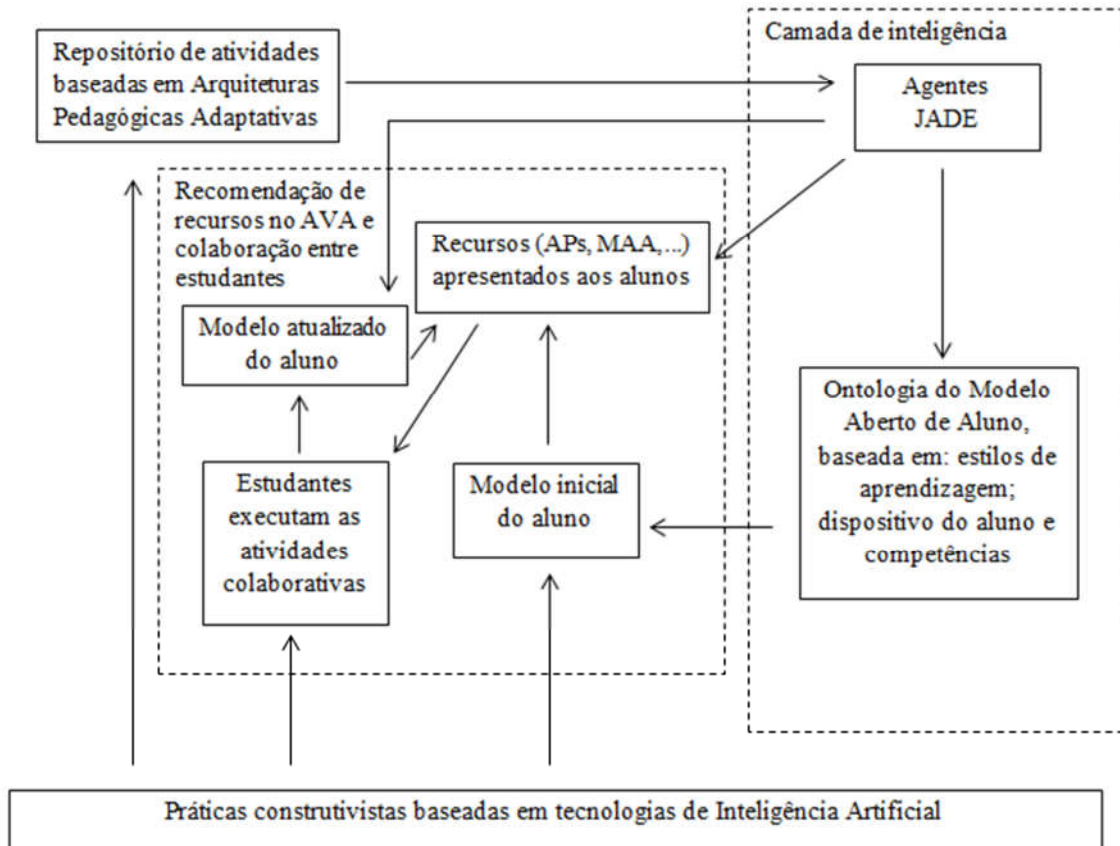 Repositório de atividades
baseadas em Arquiteturas
Pedagógicas Adaptativas
Camada de inteligência
Agentes
JADE
Recomendação de
recursos no AVA e
colaboração entre
estudantes
Recursos (APs, MAA,...)
apresentados aos alunos
Modelo atualizado
do aluno
Ontologia do Modelo
Aberto de Aluno,
baseada em: estilos de
aprendizagem;
dispositivo do aluno e
competências
Estudantes
executam as
atividades
colaborativas
Modelo inicial
do aluno
Práticas construtivistas baseadas em tecnologias de Inteligência Artificial